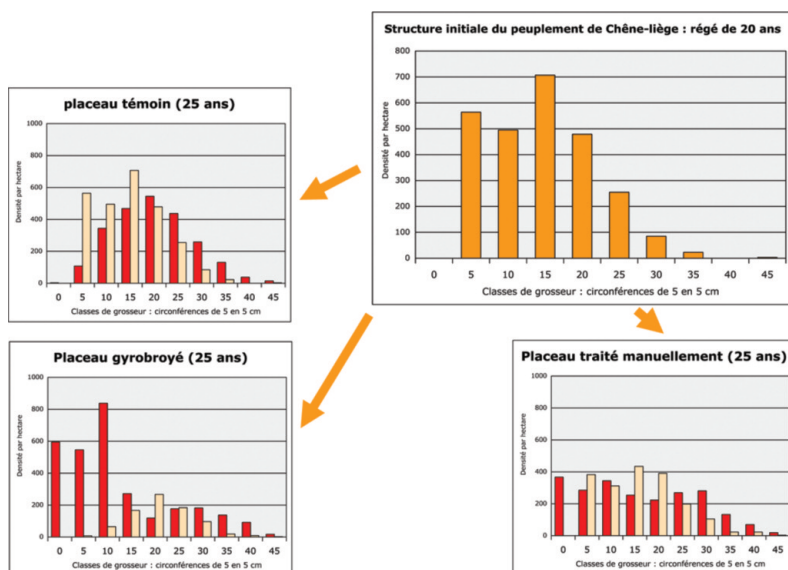 Structure initiale du peuplement de Chêne-liège : régé de 20 ans
800
700
600
500
400
300
200
100
0
Densité par hectare
0 5 10 15 20 25 30 35 40 45
Classes de grosseur : circonférences de 5 en 5 cm
placeau témoin (25 ans)
1000
800
600
400
200
0
Densité par hectare
0 5 10 15 20 25 30 35 40 45
Classes de grosseur : circonférences de 5 en 5 cm
Placeau gyrobroyé (25 ans)
1000
800
600
400
200
0
Densité par hectare
0 5 10 15 20 25 30 35 40 45
Classes de grosseur : circonférences de 5 en 5 cm
Placeau traité manuellement (25 ans)
1000
800
600
400
200
0
Densité par hectare
0 5 10 15 20 25 30 35 40 45
Classes de grosseur : circonférences de 5 en 5 cm